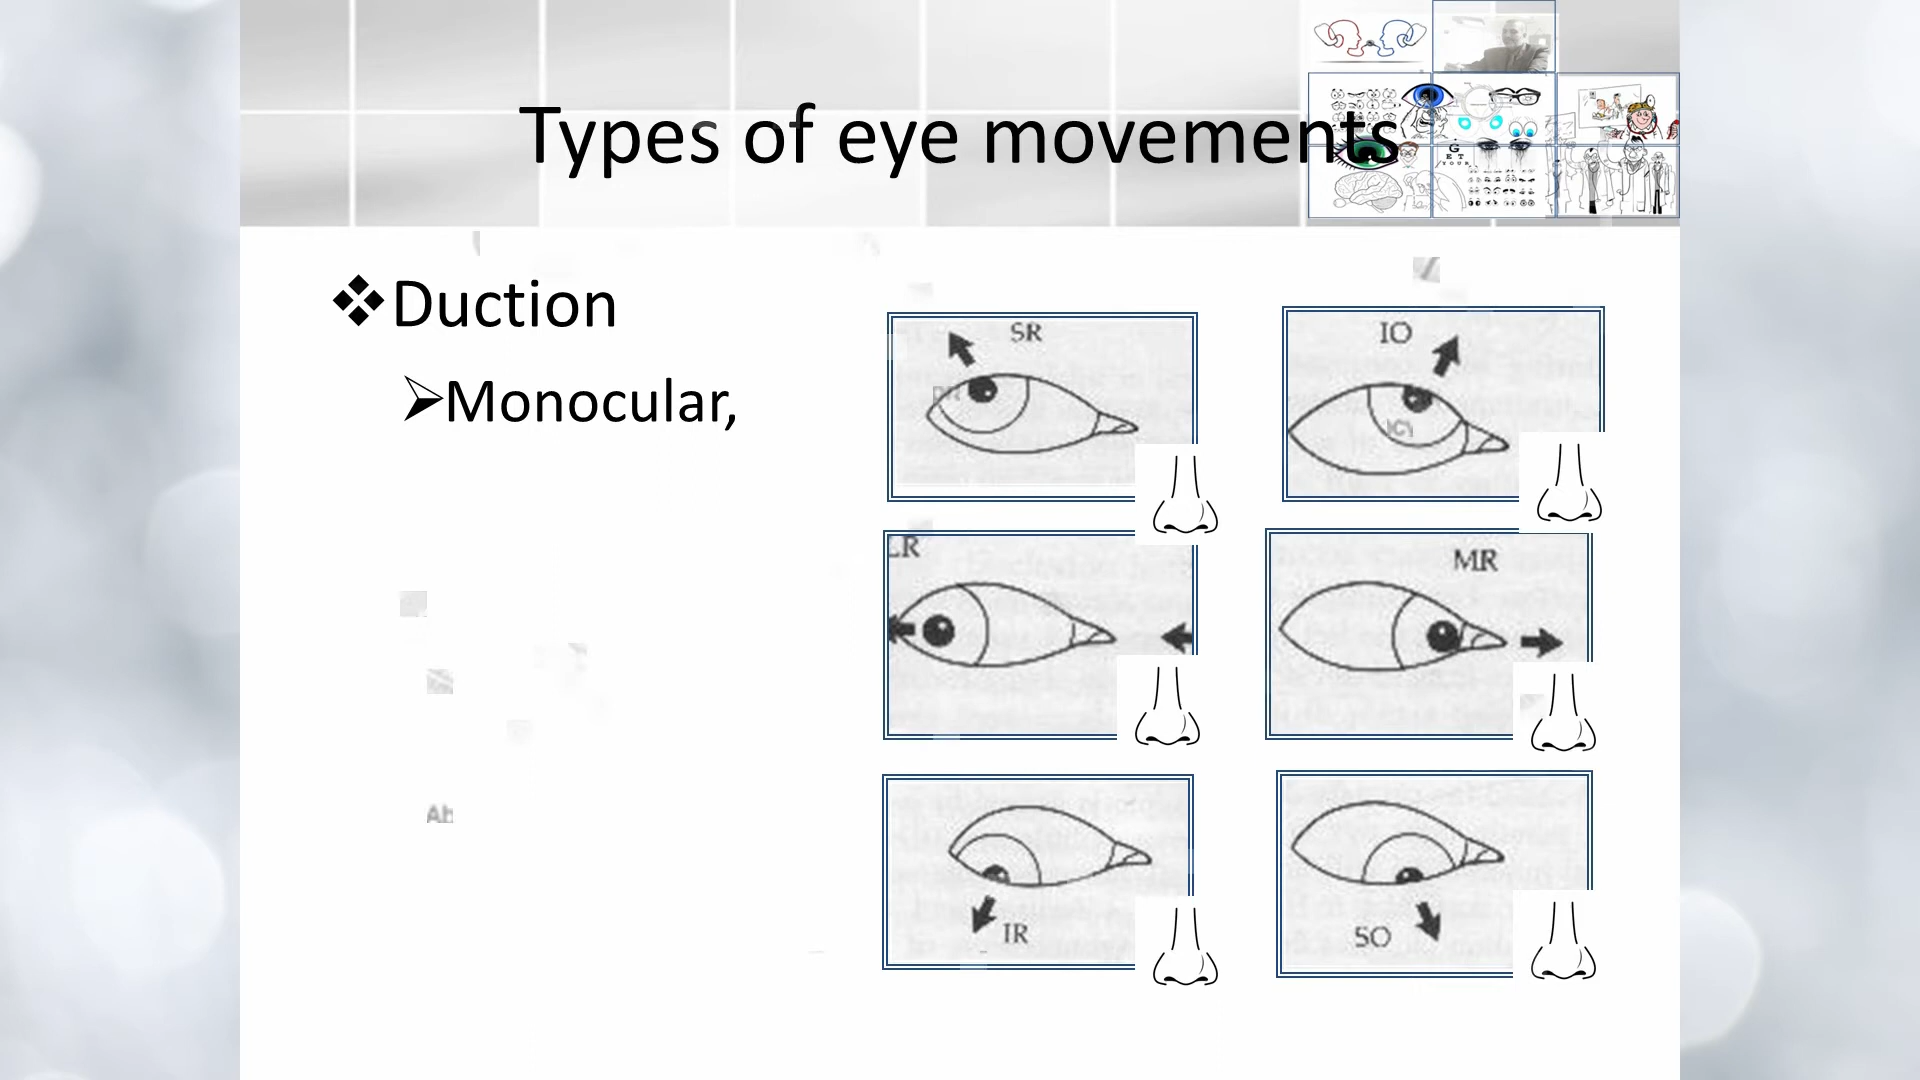 Types of eye movements
❖Duction
➢Monocular,
SR
IO
LR
MR
IR
SO
G
E T
Y O U R